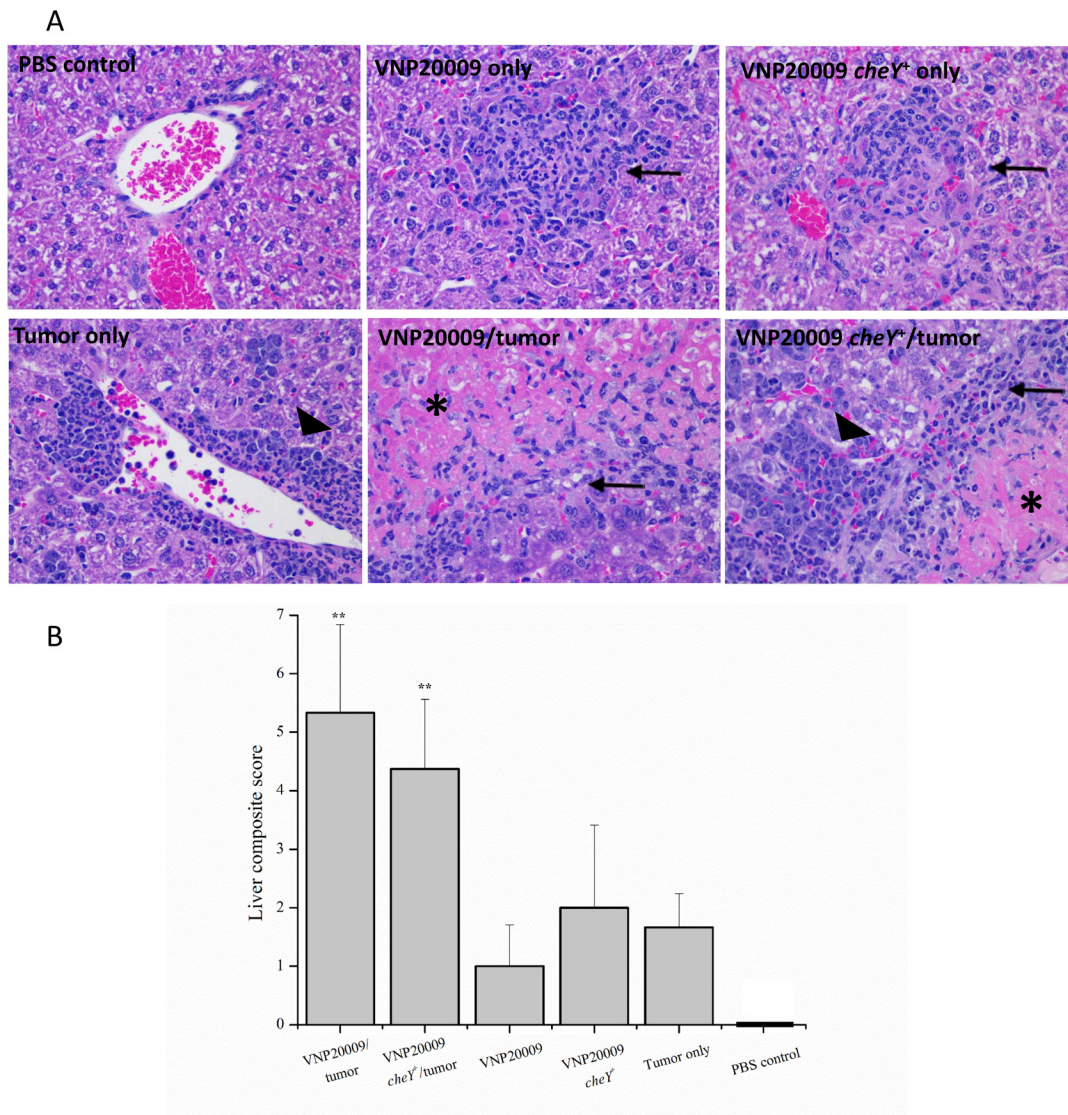 A
PBS control
VNP20009 only
VNP20009 cheY⁺ only
Tumor only
VNP20009/tumor
VNP20009 cheY⁺/tumor
*
*
B
7
6
5
4
3
2
1
0
**
**
Liver composite score
VNP20009/
tumor
VNP20009
cheY⁺/tumor
VNP20009
VNP20009
cheY⁺
Tumor only
PBS control